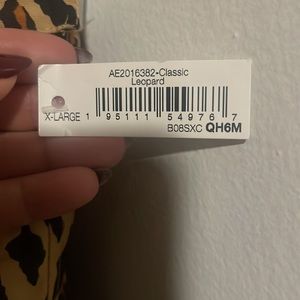 AE2016382-Classic
Leopard
X-LARGE 1 95111 54976 7
B08SXC QH6M